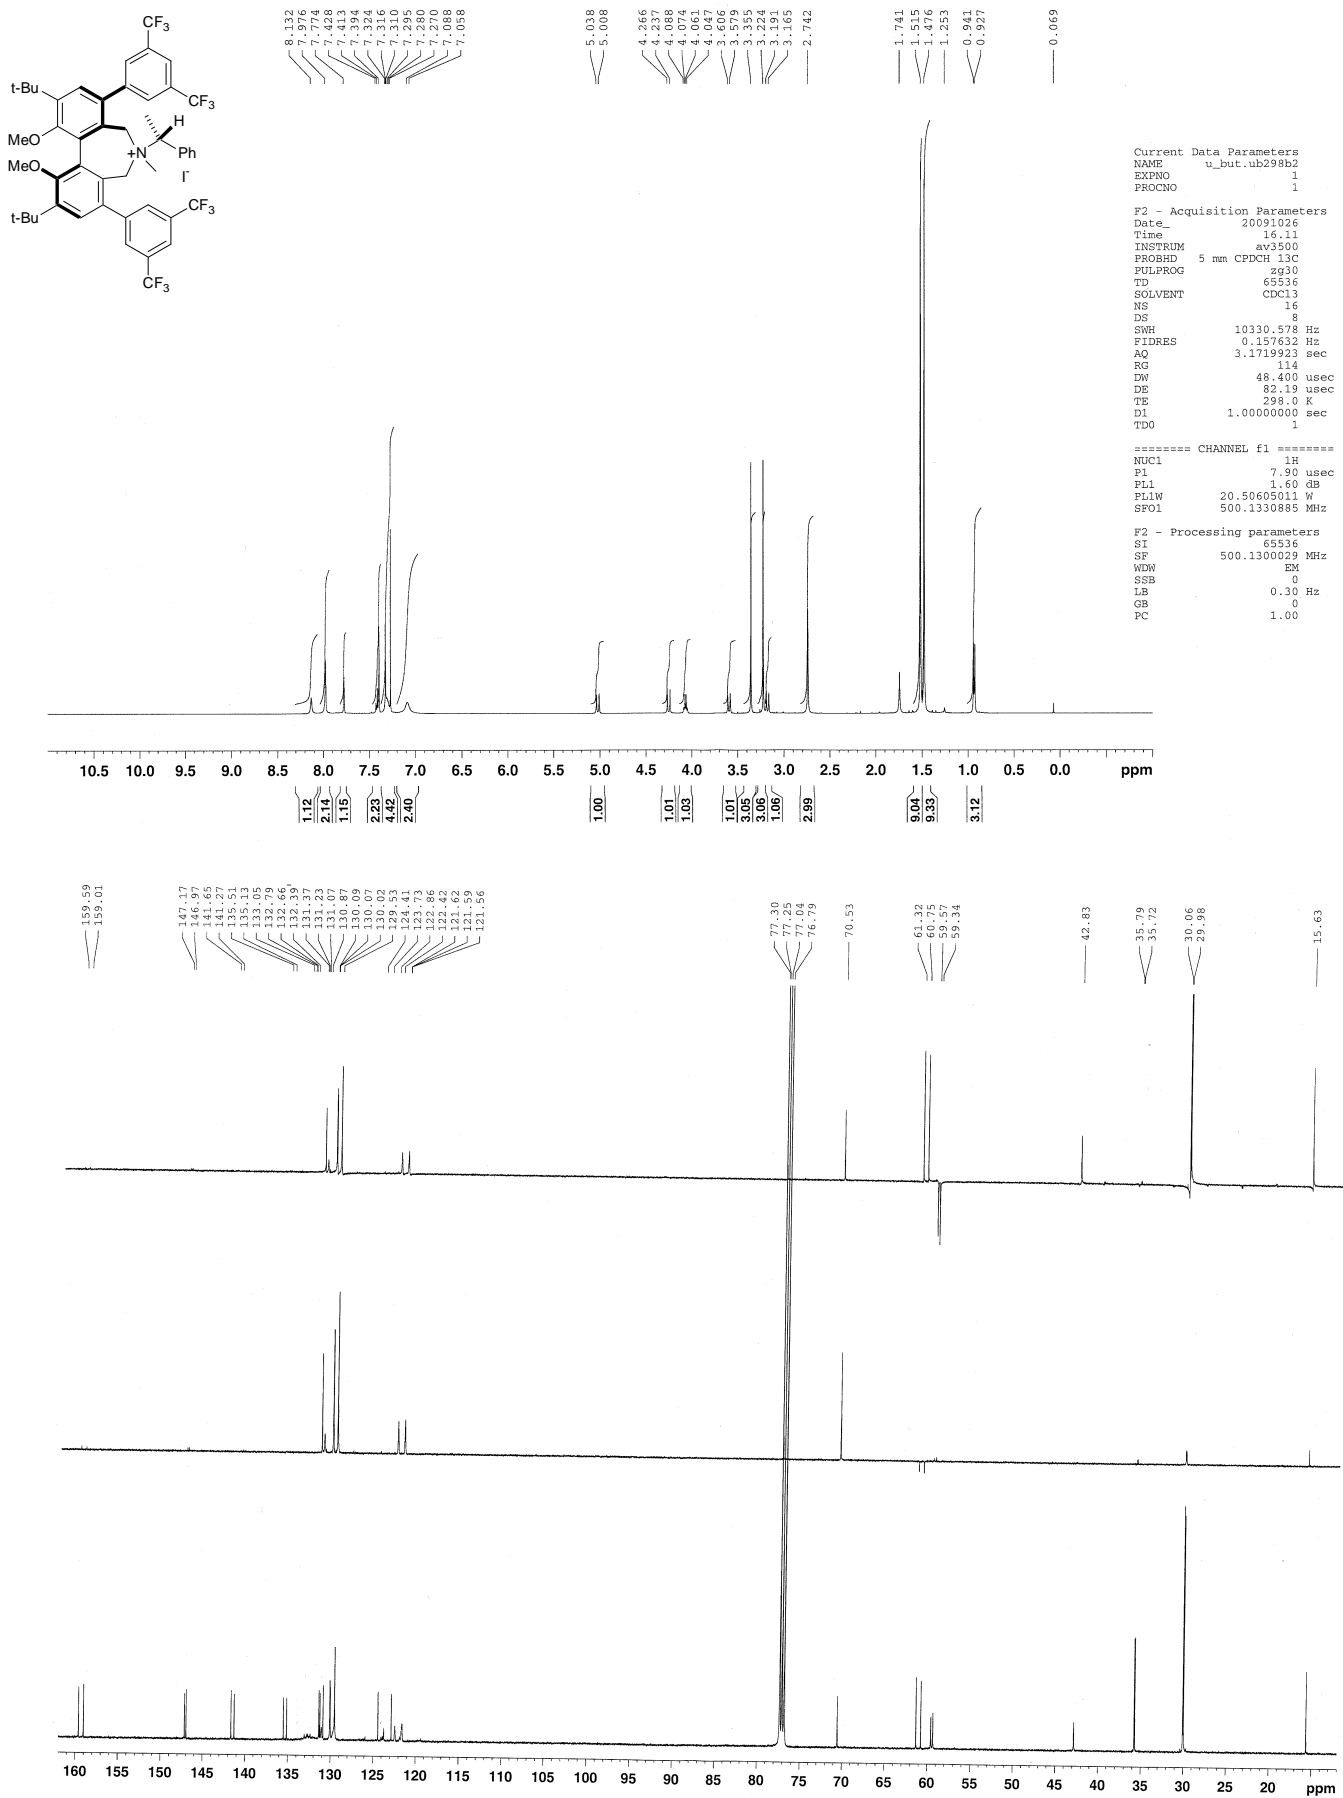 CF3
t-Bu
CF3
MeO
H
N
+
Ph
MeO
I-
t-Bu
CF3
CF3
8.132
7.976
7.774
7.428
7.413
7.394
7.324
7.316
7.310
7.295
7.280
7.270
7.088
7.058
5.038
5.008
4.266
4.237
4.088
4.074
4.061
4.047
3.606
3.579
3.355
3.224
3.191
3.165
2.742
1.741
1.515
1.476
1.253
0.941
0.927
0.069
Current Data Parameters
NAME u_but.ub298b2
EXPNO 1
PROCNO 1
F2 - Acquisition Parameters
Date_ 20091026
Time 16.11
INSTRUM av3500
PROBHD 5 mm CPDCH 13C
PULPROG zg30
TD 65536
SOLVENT CDCl3
NS 16
DS 8
SWH 10330.578 Hz
FIDRES 0.157632 Hz
AQ 3.1719923 sec
RG 114
DW 48.400 usec
DE 82.19 usec
TE 298.0 K
D1 1.00000000 sec
TD0 1
======== CHANNEL f1 ========
NUC1 1H
P1 7.90 usec
PL1 1.60 dB
PL1W 20.50605011 W
SFO1 500.1330885 MHz
F2 - Processing parameters
SI 65536
SF 500.1300029 MHz
WDW EM
SSB 0
LB 0.30 Hz
GB 0
PC 1.00
10.5 10.0 9.5 9.0 8.5 8.0 7.5 7.0 6.5 6.0 5.5 5.0 4.5 4.0 3.5 3.0 2.5 2.0 1.5 1.0 0.5 0.0 ppm
1.12
2.14
1.15
2.23
4.42
2.40
1.00
1.01
1.03
1.01
3.05
3.06
1.06
2.99
9.04
9.33
3.12
159.59
159.01
147.17
146.97
141.65
141.27
135.51
135.13
133.05
132.79
132.66
132.39
131.37
131.23
131.07
130.87
130.09
130.07
130.02
129.53
124.41
123.73
122.86
122.42
121.62
121.59
121.56
77.30
77.25
77.04
76.79
70.53
61.32
60.75
59.57
59.34
42.83
35.79
35.72
30.06
29.98
15.63
160 155 150 145 140 135 130 125 120 115 110 105 100 95 90 85 80 75 70 65 60 55 50 45 40 35 30 25 20 ppm